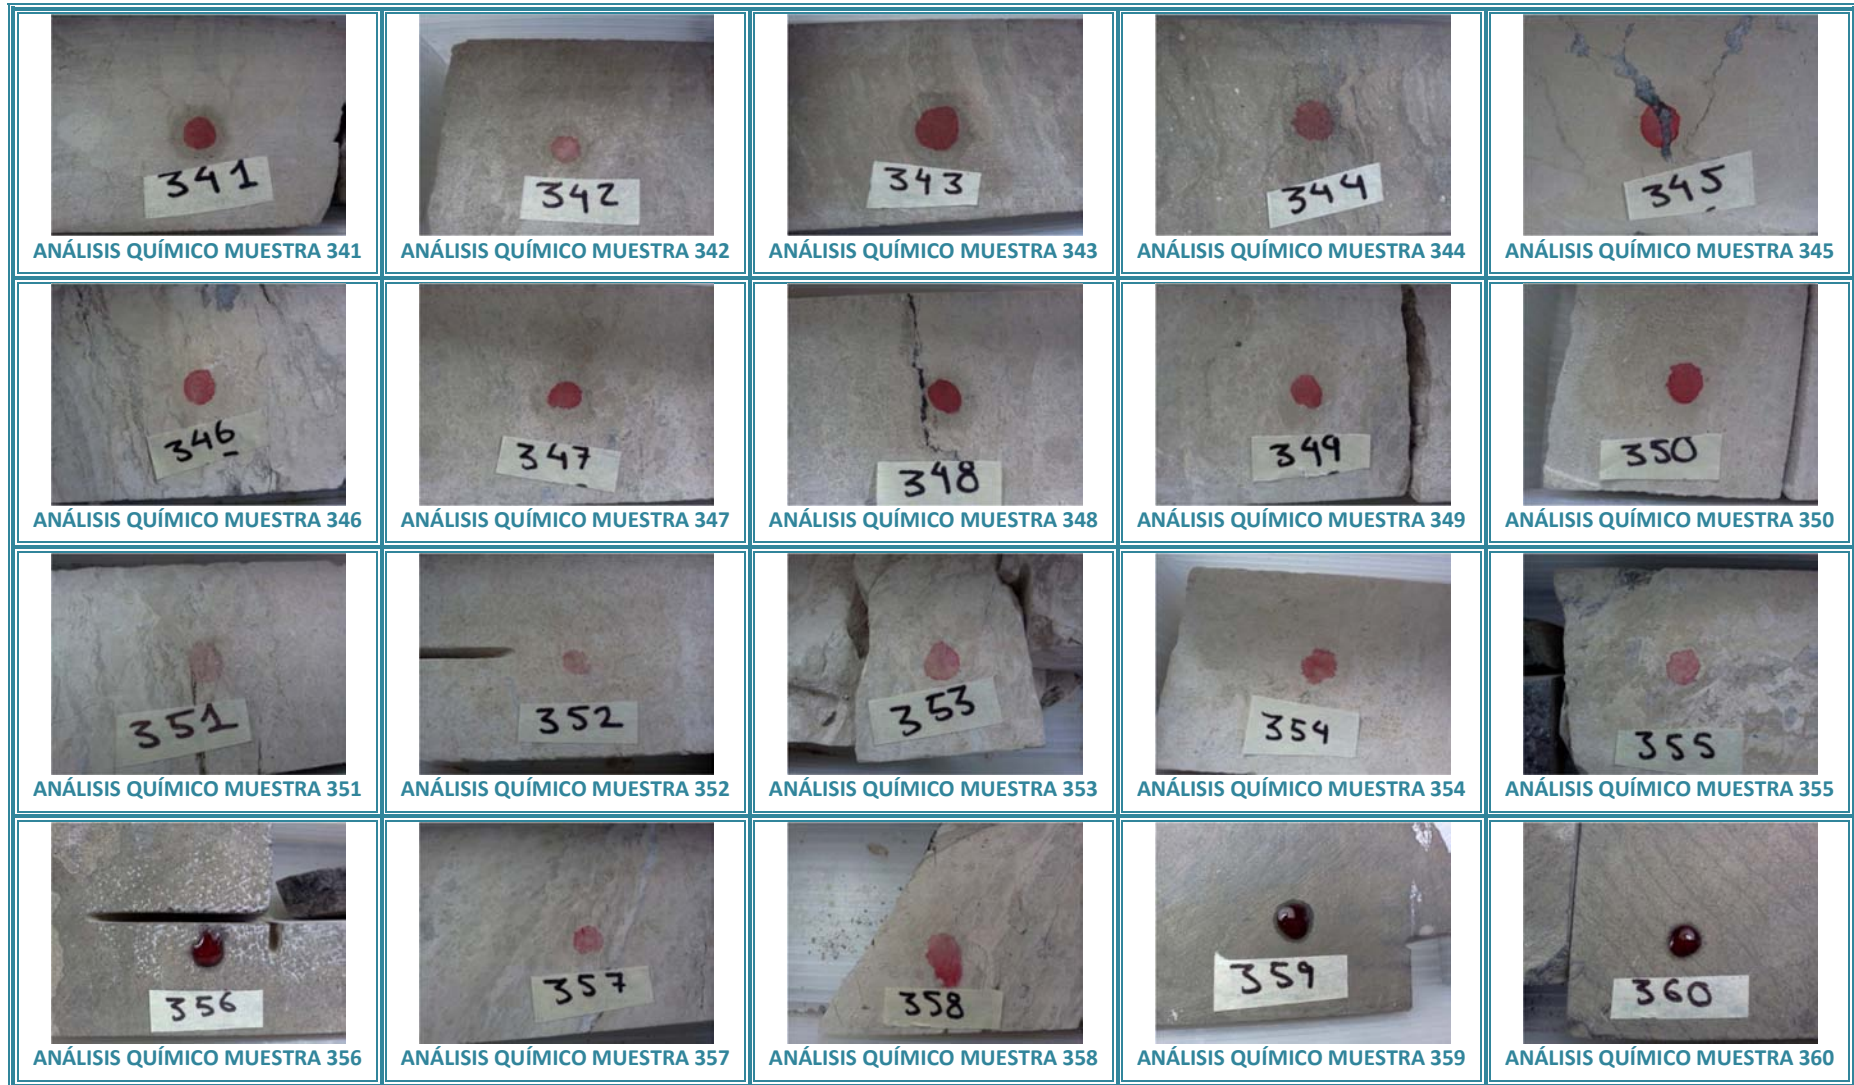 341
342
343
344
345
ANÁLISIS QUÍMICO MUESTRA 341
ANÁLISIS QUÍMICO MUESTRA 342
ANÁLISIS QUÍMICO MUESTRA 343
ANÁLISIS QUÍMICO MUESTRA 344
ANÁLISIS QUÍMICO MUESTRA 345
346
347
348
349
350
ANÁLISIS QUÍMICO MUESTRA 346
ANÁLISIS QUÍMICO MUESTRA 347
ANÁLISIS QUÍMICO MUESTRA 348
ANÁLISIS QUÍMICO MUESTRA 349
ANÁLISIS QUÍMICO MUESTRA 350
351
352
353
354
355
ANÁLISIS QUÍMICO MUESTRA 351
ANÁLISIS QUÍMICO MUESTRA 352
ANÁLISIS QUÍMICO MUESTRA 353
ANÁLISIS QUÍMICO MUESTRA 354
ANÁLISIS QUÍMICO MUESTRA 355
356
357
358
359
360
ANÁLISIS QUÍMICO MUESTRA 356
ANÁLISIS QUÍMICO MUESTRA 357
ANÁLISIS QUÍMICO MUESTRA 358
ANÁLISIS QUÍMICO MUESTRA 359
ANÁLISIS QUÍMICO MUESTRA 360